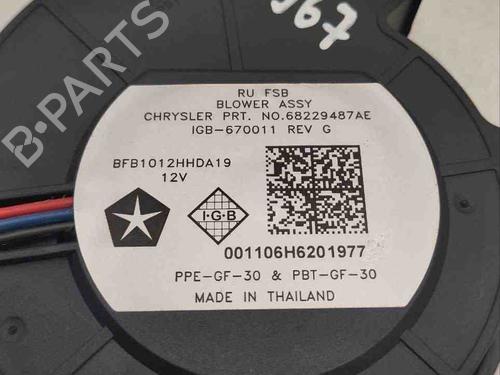 967
B-PARTS
RU FSB
BLOWER ASSY
CHRYSLER PRT. NO.68229487AE
IGB-670011 REV G
BFB1012HHDA19
12V
I·G·B
001106H6201977
PPE-GF-30 & PBT-GF-30
MADE IN THAILAND